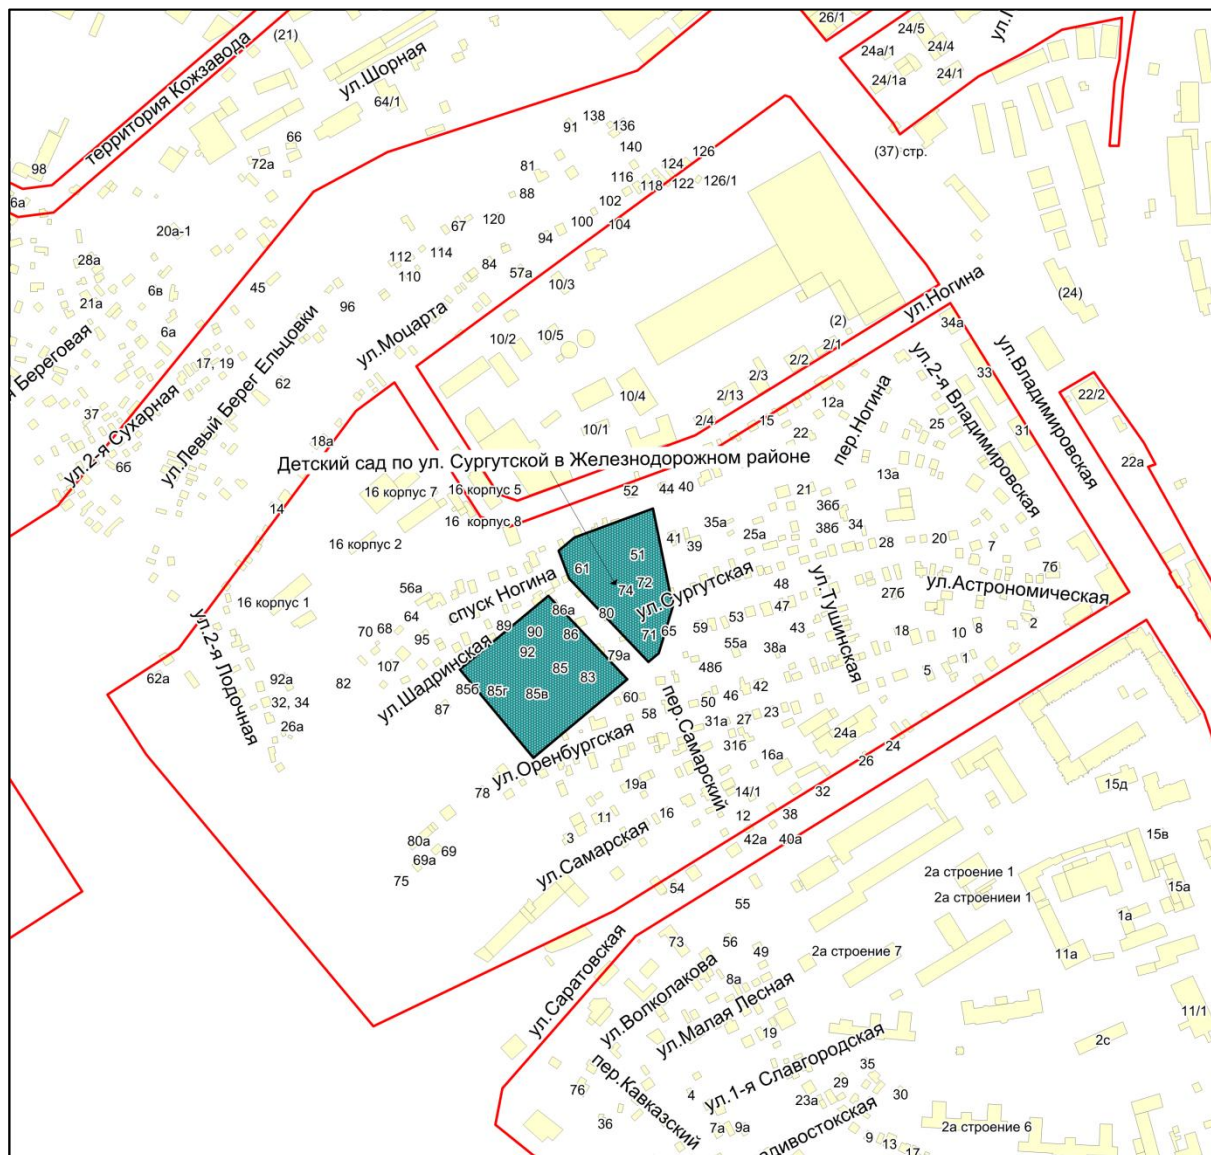 26/1
24/5
ул.
(21)
24/4
24а/1
24/1
24/1а
ул.Шорная
территория Кожзавода
64/1
91
138
136
66
140
(37) стр.
98
72а
81
124
126
116
118
122
126/1
88
6а
102
20а-1
67
120
100
104
94
28а
112
114
84
57а
110
45
10/3
6в
21а
96
ул.Ногина
(24)
(2)
34а
Береговая
6а
ул.Моцарта
10/2
10/5
2/1
2/2
17, 19
ул.Левый Берег Ельцовки
ул.2-я Владимировская
ул.Владимировская
33
62
2/3
пер.Ногина
22/2
10/4
2/13
12а
37
ул.2-я Сухарная
10/1
2/4
15
25
31
18а
22
22а
6б
Детский сад по ул. Сургутской в Железнодорожном районе
13а
16 корпус 7
16 корпус 5
52
44
40
21
14
36б
16 корпус 8
35а
38б
34
41
39
25а
28
20
7
16 корпус 2
51
61
7б
72
74
спуск Ногина
ул.Сургутская
48
ул.Астрономическая
56а
27б
16 корпус 1
80
86а
47
ул.Тушинская
64
53
2
ул.2-я Лодочная
89
90
86
71
65
59
43
18
10
8
70
68
95
92
55а
38а
79а
1
107
85
48б
5
62а
92а
82
ул.Шадринская
83
85б
85г
85в
60
пер.Самарский
46
42
32, 34
87
50
58
31а
27
23
26а
ул.Оренбургская
24а
31б
24
16а
26
78
19а
14/1
32
15д
11
16
12
38
80а
69
3
42а
40а
15в
69а
ул.Самарская
75
2а строение 1
54
2а строениеи 1
15а
55
1а
ул.Саратовская
73
56
49
2а строение 7
11а
ул.Волколакова
8а
ул.Малая Лесная
11/1
19
2с
ул.1-я Славгородская
35
пер.Кавказский
76
29
4
23а
30
36
7а
9а
2а строение 6
9
13
17